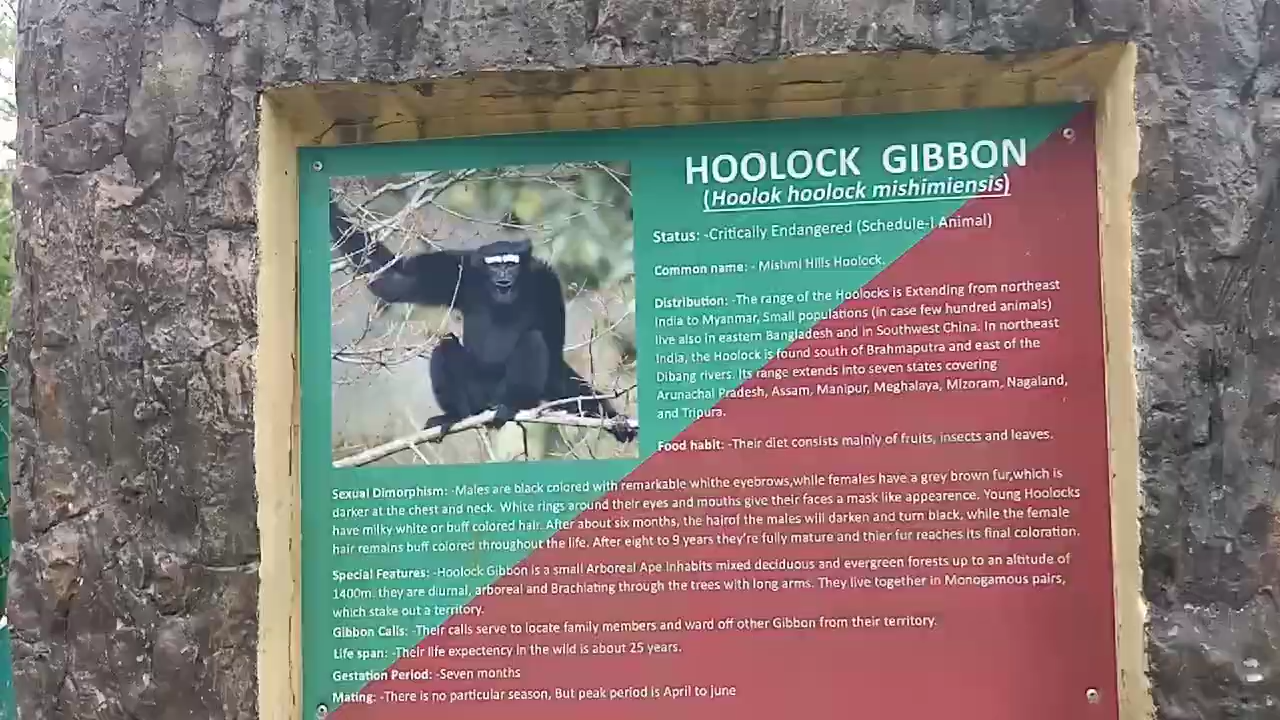 HOOLOCK GIBBON
(Hoolok hoolock mishimiensis)
Status: -Critically Endangered (Schedule-I Animal)
Common name: - Mishmi Hills Hoolock.
Distribution: -The range of the Hoolocks is Extending from northeast
India to Myanmar, Small populations (in case few hundred animals)
live also in eastern Bangladesh and in Southwest China. In northeast
India, the Hoolock is found south of Brahmaputra and east of the
Dibang rivers. Its range extends into seven states covering
Arunachal Pradesh, Assam, Manipur, Meghalaya, Mizoram, Nagaland,
and Tripura.
Food habit: -Their diet consists mainly of fruits, insects and leaves.
Sexual Dimorphism: -Males are black colored with remarkable whithe eyebrows,while females have a grey brown fur,which is
darker at the chest and neck. White rings around their eyes and mouths give their faces a mask like appearence. Young Hoolocks
have milky white or buff colored hair. After about six months, the hairof the males will darken and turn black, while the female
hair remains buff colored throughout the life. After eight to 9 years they're fully mature and thier fur reaches its final coloration.
Special Features: -Hoolock Gibbon is a small Arboreal Ape inhabits mixed deciduous and evergreen forests up to an altitude of
1400m. they are diurnal, arboreal and Brachiating through the trees with long arms. They live together in Monogamous pairs,
which stake out a territory.
Gibbon Calls: -Their calls serve to locate family members and ward off other Gibbon from their territory.
Life span: -Their life expectency in the wild is about 25 years.
Gestation Period: -Seven months
Mating: -There is no particular season, But peak period is April to june